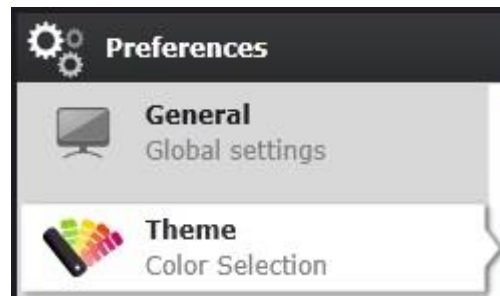 Preferences
General
Global settings
Theme
Color Selection